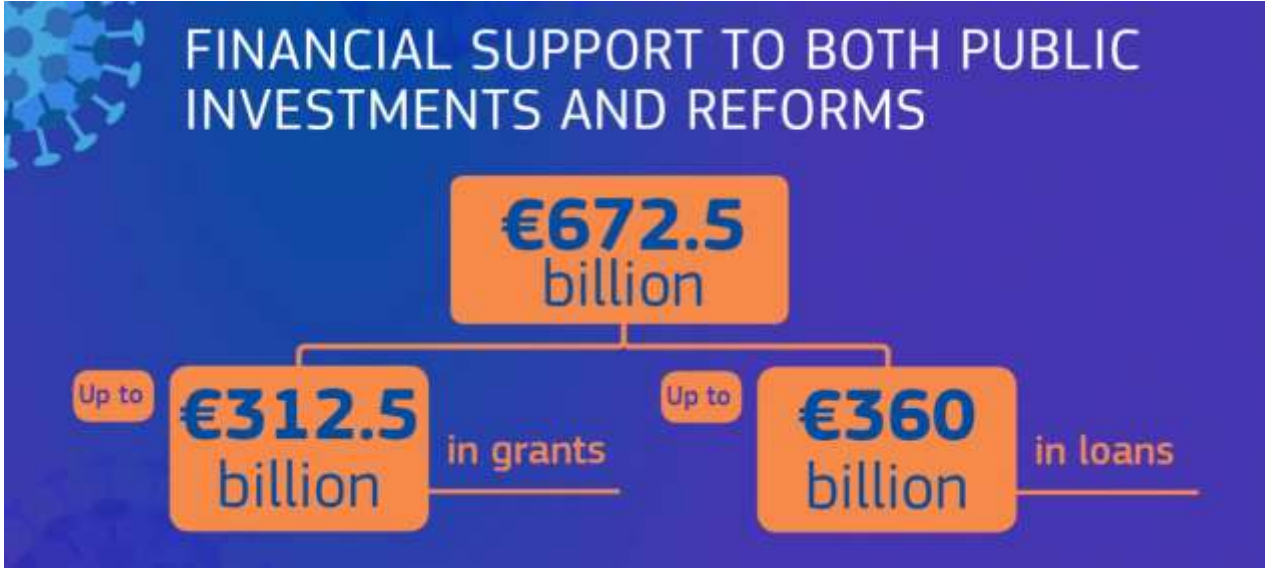 FINANCIAL SUPPORT TO BOTH PUBLIC
INVESTMENTS AND REFORMS
€672.5
billion
Up to
€312.5
billion
in grants
Up to
€360
billion
in loans